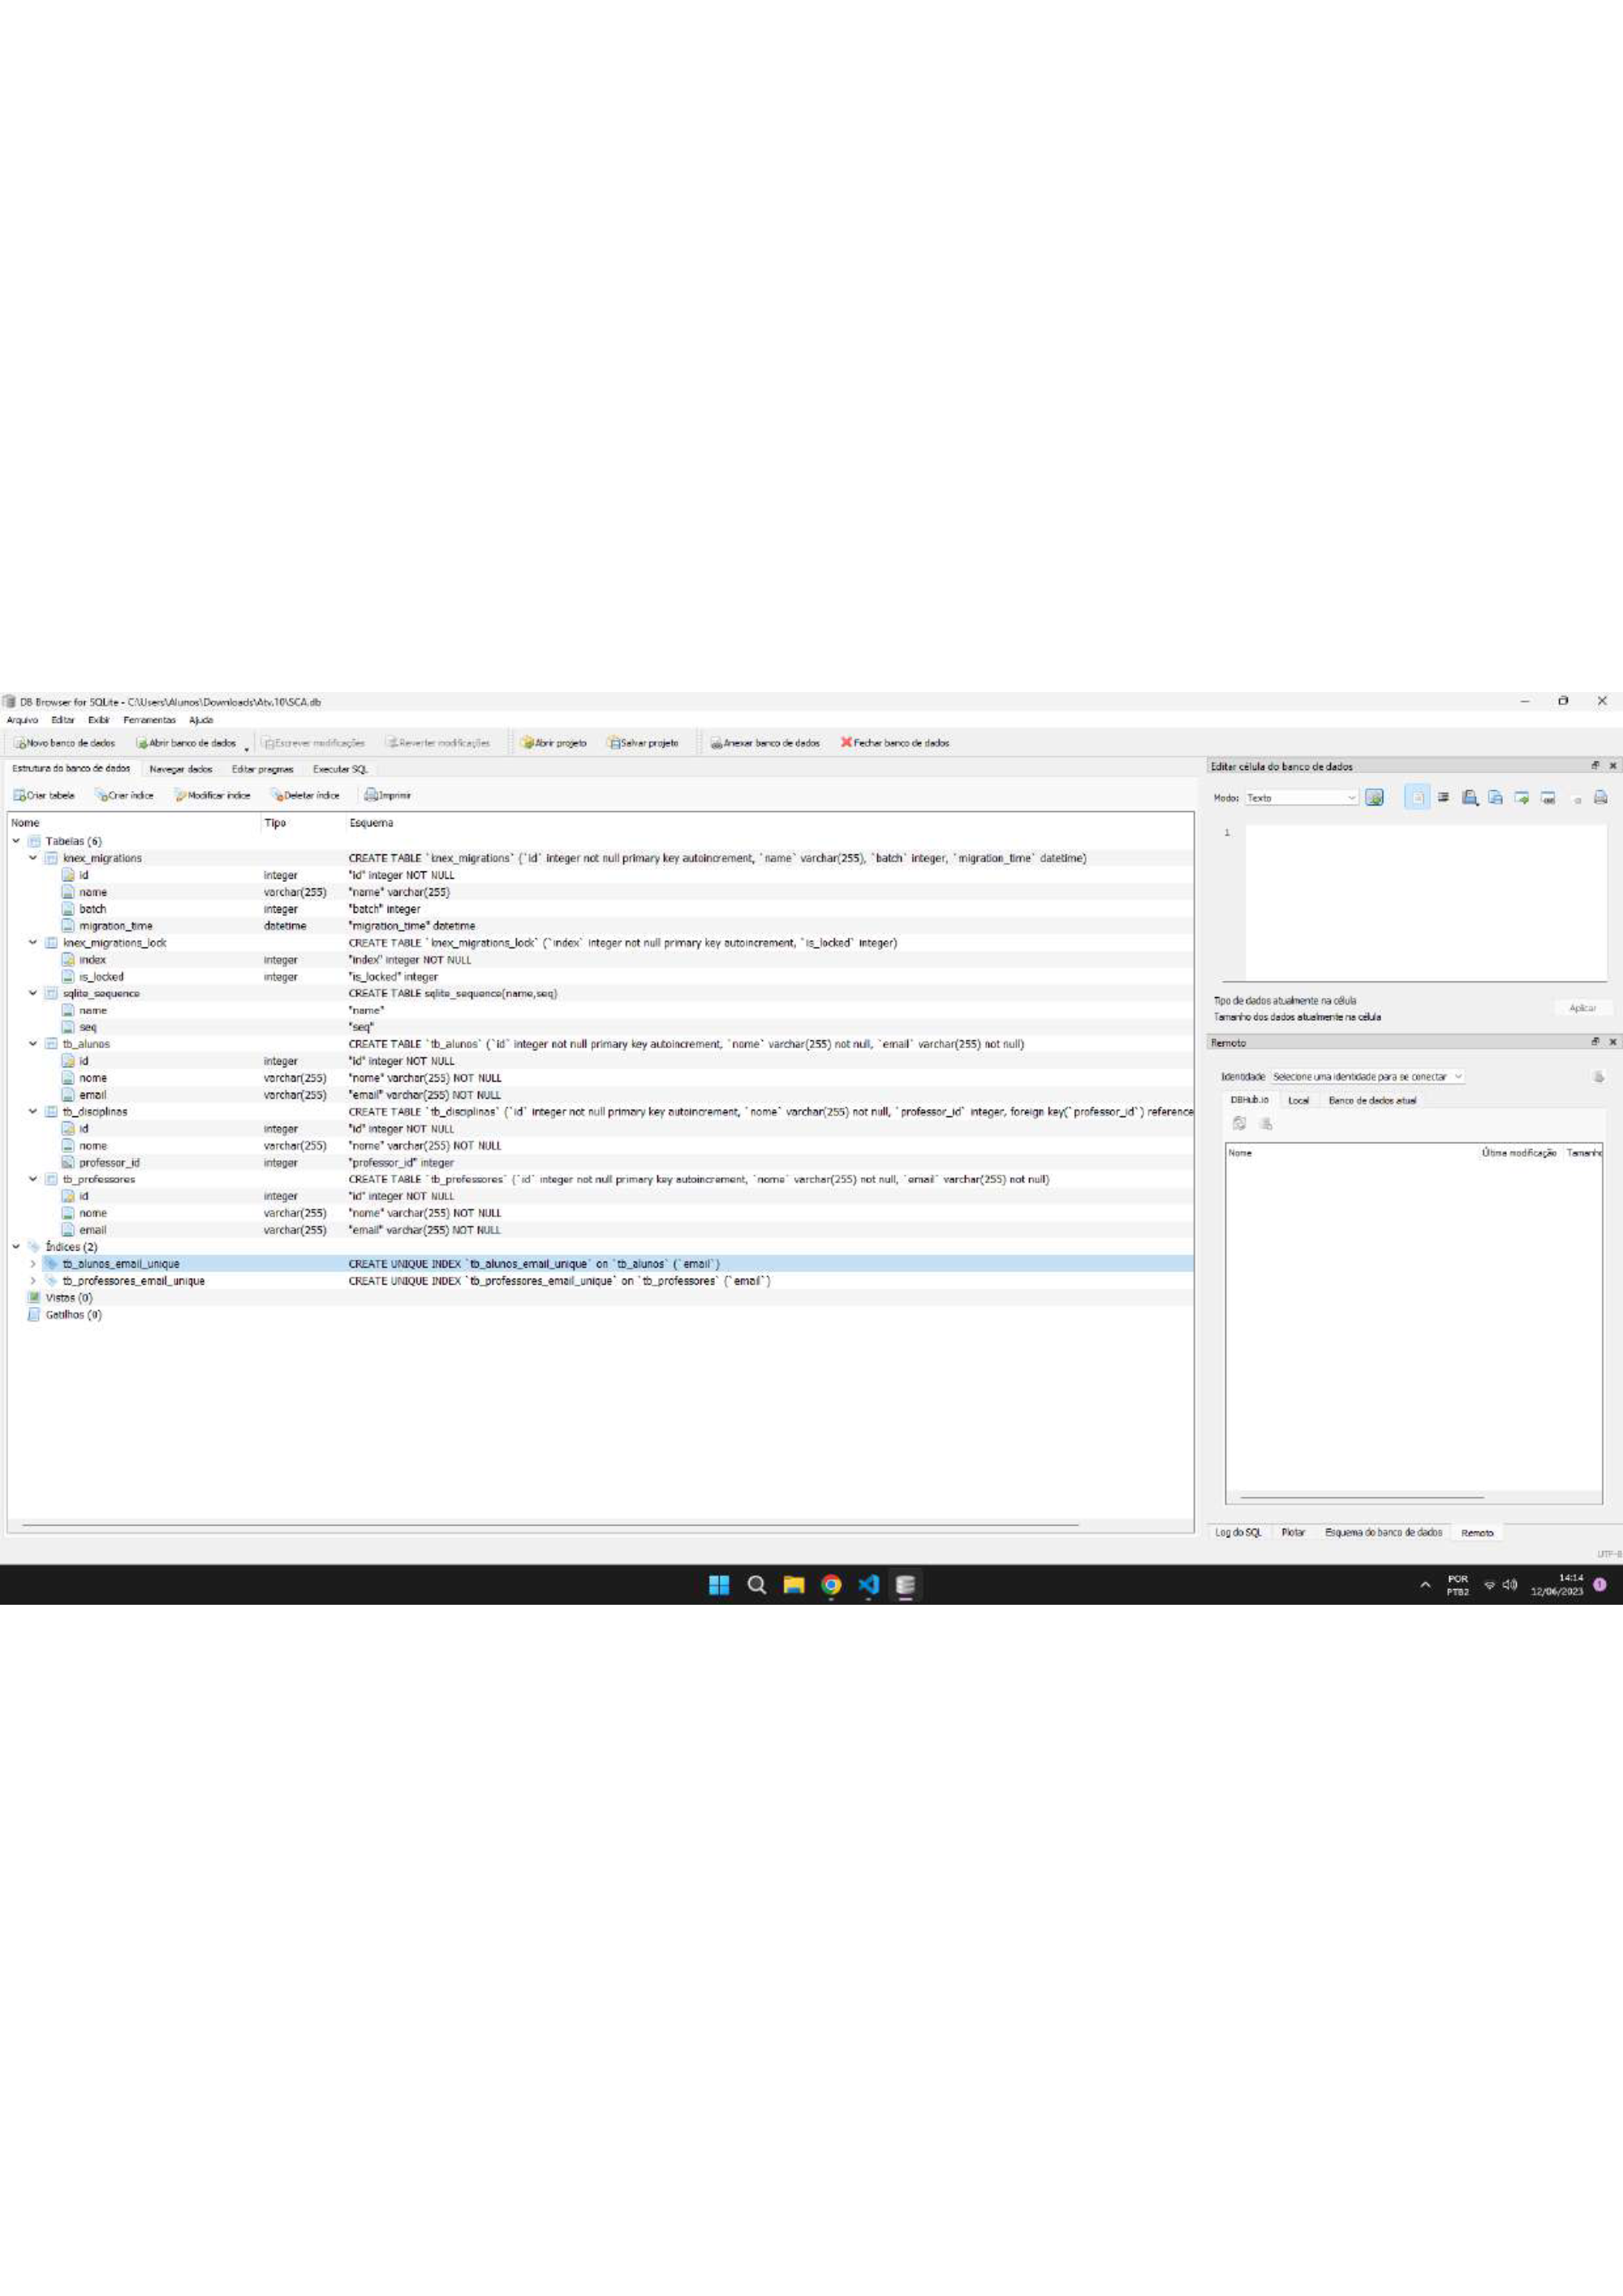 DB Browser for SQLite - C:\Users\Alunos\Downloads\Atv.10\SCA.db
Arquivo Editar Exibir Ferramentas Ajuda
Novo banco de dados Abrir banco de dados Escrever modificações Reverter modificações Abrir projeto Salvar projeto Anexar banco de dados Fechar banco de dados
Estrutura do banco de dados Navegar dados Editar pragmas Executar SQL
Criar tabela Criar índice Modificar índice Deletar índice Imprimir
Nome Tipo Esquema
Tabelas (6)
knex_migrations CREATE TABLE `knex_migrations` (`id` integer not null primary key autoincrement, `name` varchar(255), `batch` integer, `migration_time` datetime)
id integer "id" integer NOT NULL
name varchar(255) "name" varchar(255)
batch integer "batch" integer
migration_time datetime "migration_time" datetime
knex_migrations_lock CREATE TABLE `knex_migrations_lock` (`index` integer not null primary key autoincrement, `is_locked` integer)
index integer "index" integer NOT NULL
is_locked integer "is_locked" integer
sqlite_sequence CREATE TABLE sqlite_sequence(name,seq)
name "name"
seq "seq"
tb_alunos CREATE TABLE `tb_alunos` (`id` integer not null primary key autoincrement, `nome` varchar(255) not null, `email` varchar(255) not null)
id integer "id" integer NOT NULL
nome varchar(255) "nome" varchar(255) NOT NULL
email varchar(255) "email" varchar(255) NOT NULL
tb_disciplinas CREATE TABLE `tb_disciplinas` (`id` integer not null primary key autoincrement, `nome` varchar(255) not null, `professor_id` integer, foreign key(`professor_id`) reference
id integer "id" integer NOT NULL
nome varchar(255) "nome" varchar(255) NOT NULL
professor_id integer "professor_id" integer
tb_professores CREATE TABLE `tb_professores` (`id` integer not null primary key autoincrement, `nome` varchar(255) not null, `email` varchar(255) not null)
id integer "id" integer NOT NULL
nome varchar(255) "nome" varchar(255) NOT NULL
email varchar(255) "email" varchar(255) NOT NULL
Índices (2)
tb_alunos_email_unique CREATE UNIQUE INDEX `tb_alunos_email_unique` on `tb_alunos` (`email`)
tb_professores_email_unique CREATE UNIQUE INDEX `tb_professores_email_unique` on `tb_professores` (`email`)
Vistas (0)
Gatilhos (0)
Editar célula do banco de dados
Modo: Texto
1
Tipo de dados atualmente na célula
Tamanho dos dados atualmente na célula
Aplicar
Remoto
Identidade Selecione uma identidade para se conectar
DBHub.io Local Banco de dados atual
Nome Última modificação Tamanho
Log do SQL Plotar Esquema do banco de dados Remoto
UTF-8
POR
PTB2
14:14
12/06/2023
1